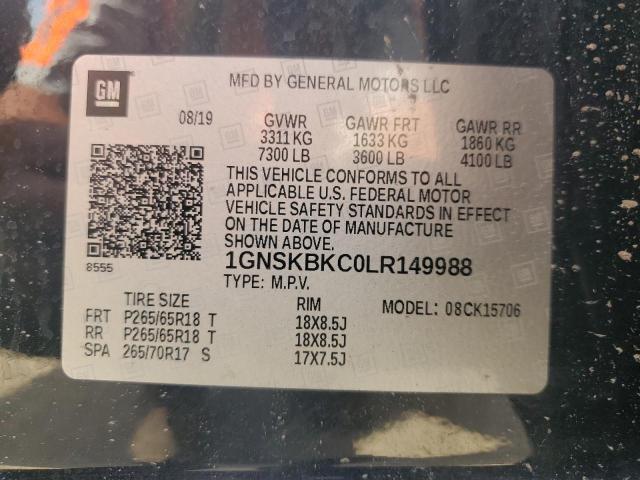 GM
MFD BY GENERAL MOTORS LLC
08/19 GVWR GAWR FRT GAWR RR
3311 KG 1633 KG 1860 KG
7300 LB 3600 LB 4100 LB
THIS VEHICLE CONFORMS TO ALL
APPLICABLE U.S. FEDERAL MOTOR
VEHICLE SAFETY STANDARDS IN EFFECT
ON THE DATE OF MANUFACTURE
SHOWN ABOVE.
8555
1GNSKBKC0LR149988
TYPE: M.P.V.
TIRE SIZE RIM MODEL: 08CK15706
FRT P265/65R18 T 18X8.5J
RR P265/65R18 T 18X8.5J
SPA 265/70R17 S 17X7.5J